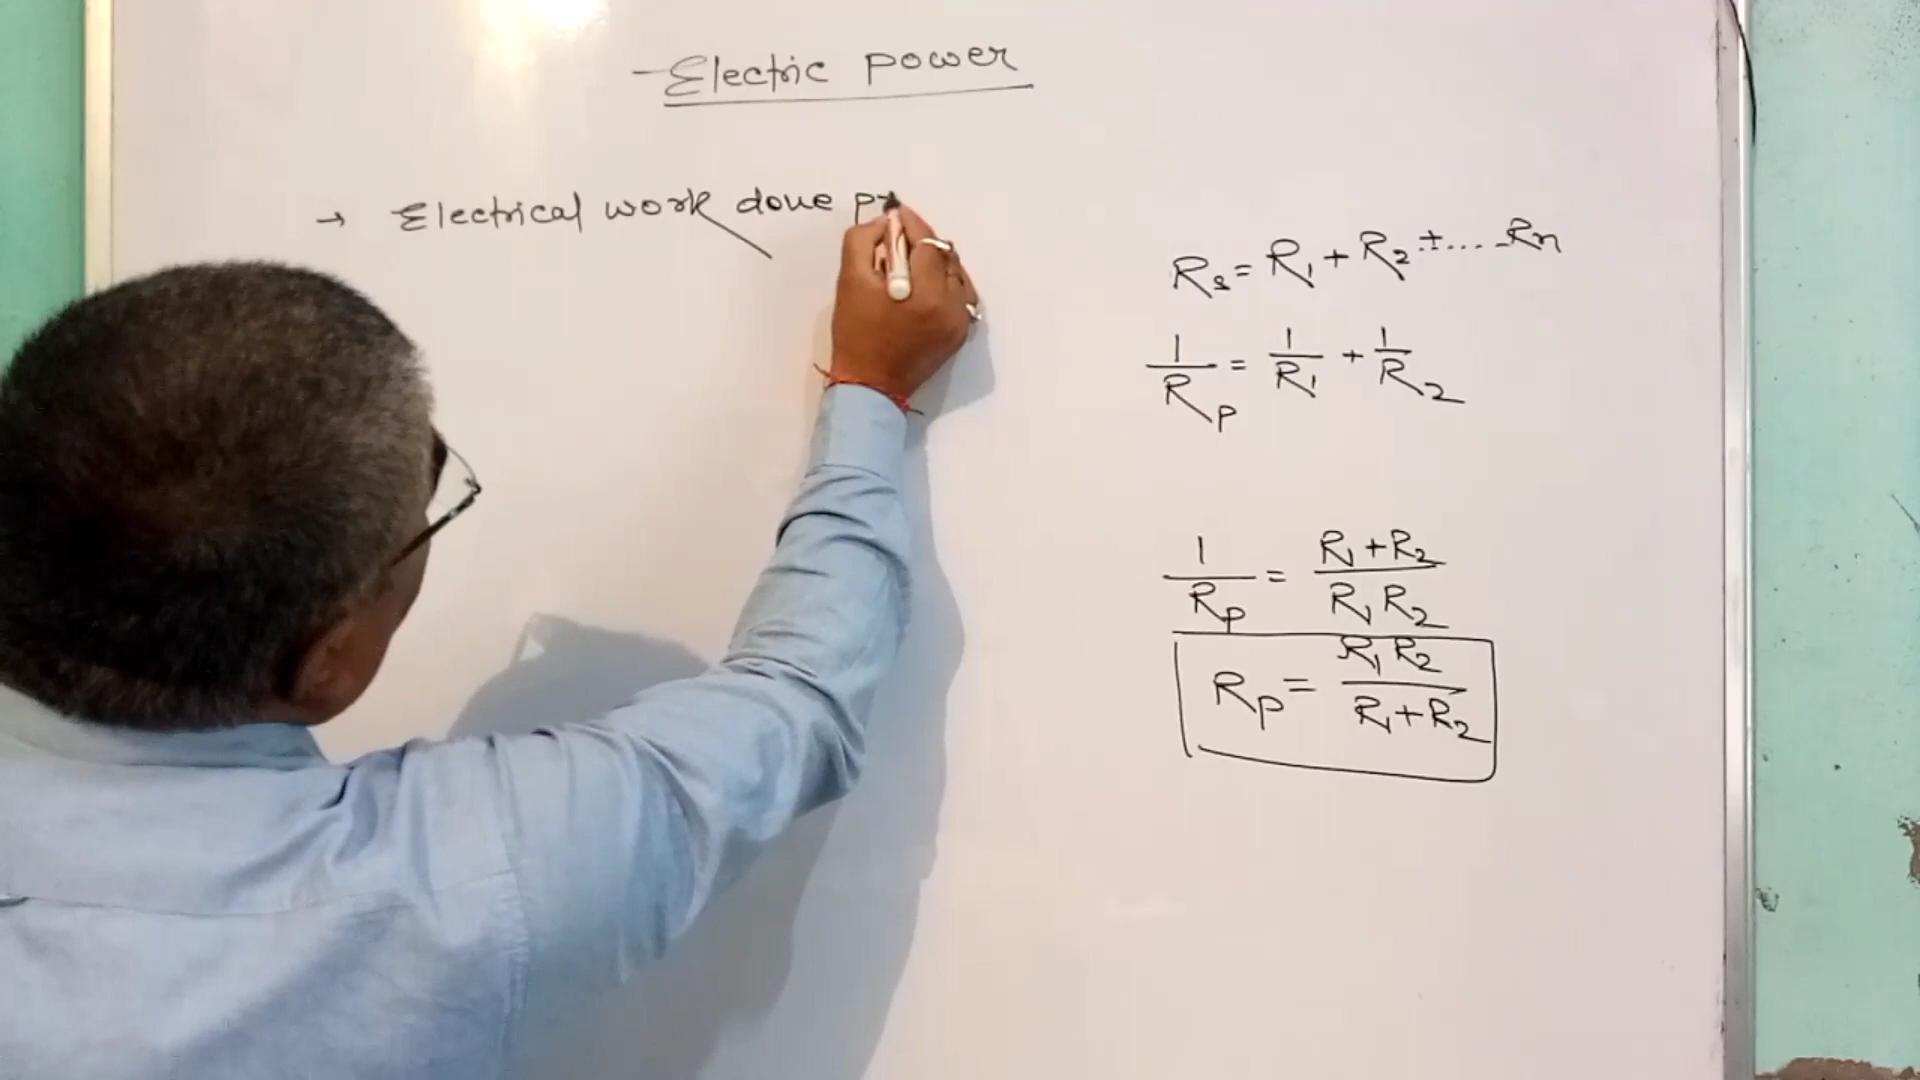 Electric power
→ Electrical work done
Rs = R1 + R2 + ..... Rn
1/Rp = 1/R1 + 1/R2
1/Rp = R1 + R2 / R1 R2
Rp = R1 R2 / R1 + R2